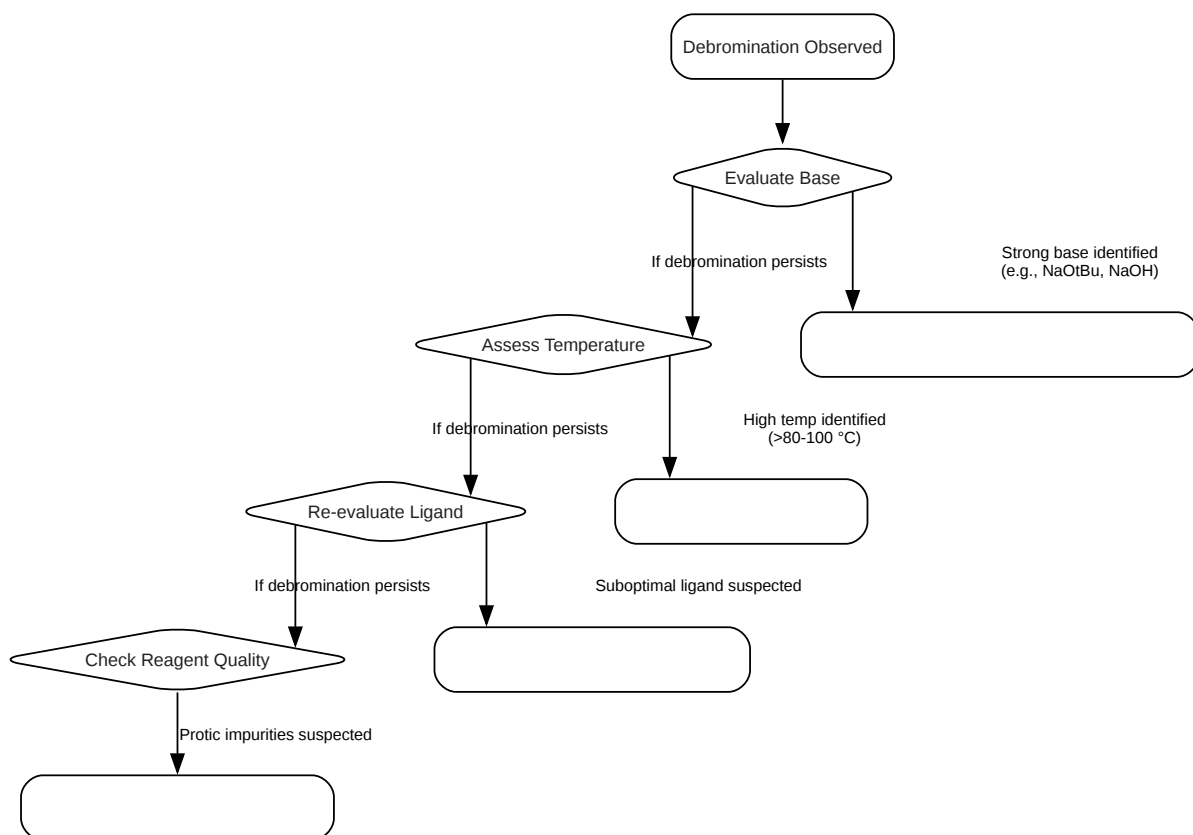 Debromination Observed
Evaluate Base
If debromination persists
Strong base identified
(e.g., NaOtBu, NaOH)
Assess Temperature
If debromination persists
High temp identified
(>80-100 °C)
Re-evaluate Ligand
If debromination persists
Suboptimal ligand suspected
Check Reagent Quality
Protic impurities suspected